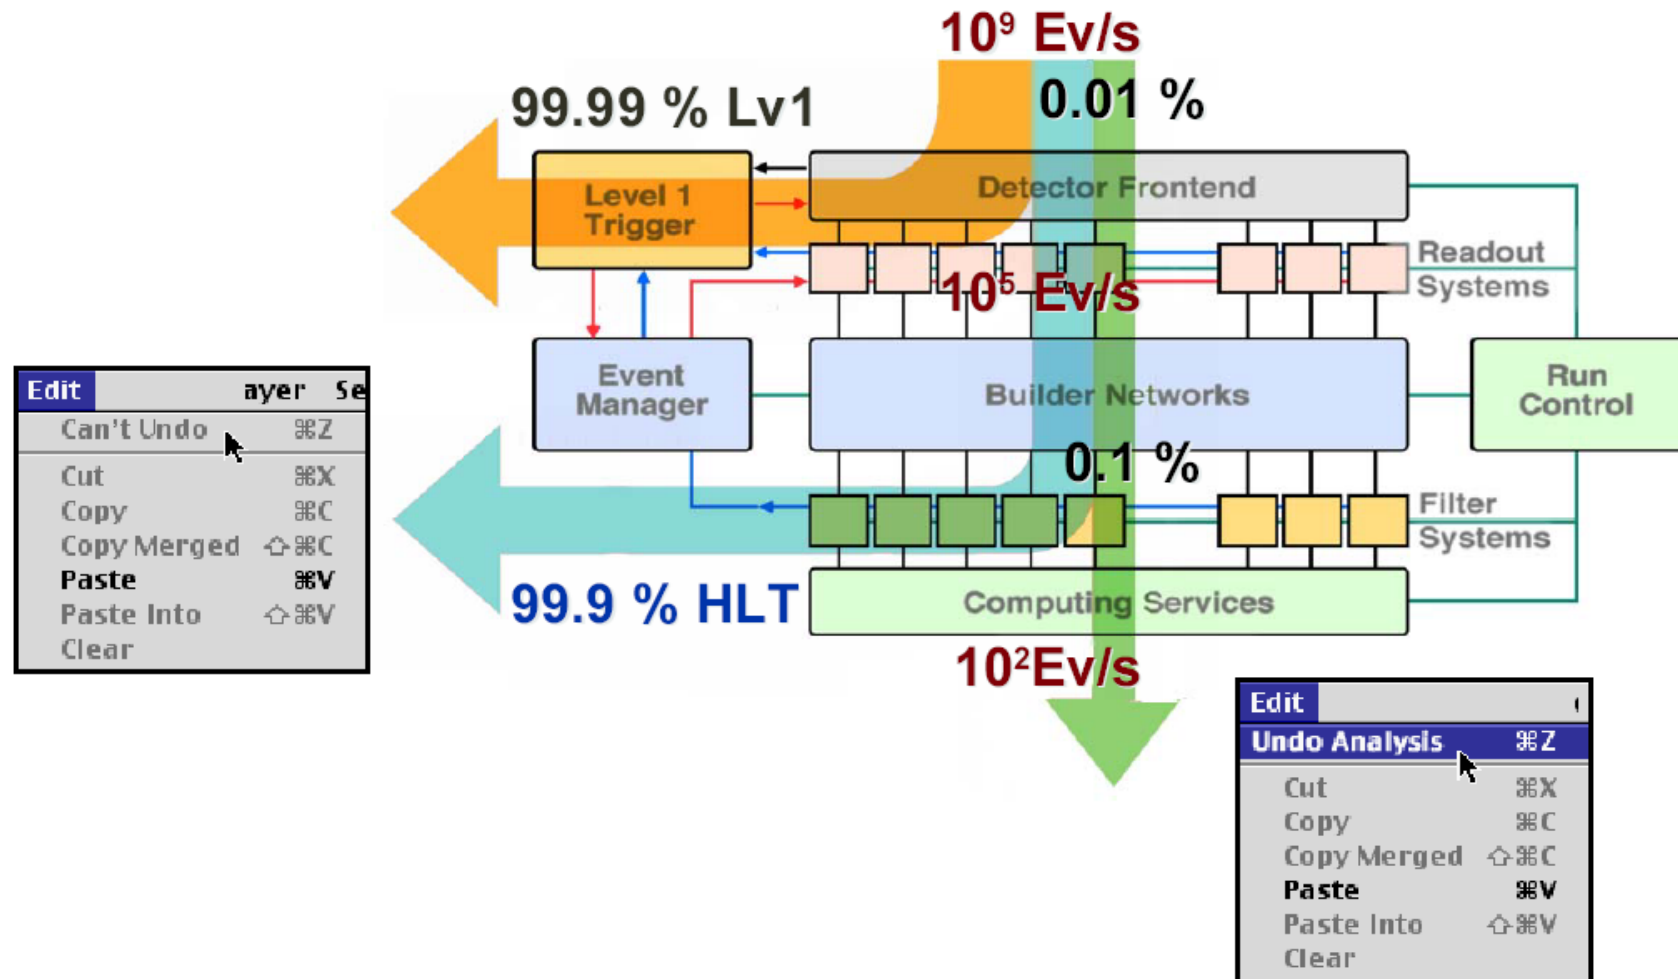 10⁹ Ev/s
99.99 % Lv1
0.01 %
Level 1
Trigger
Detector Frontend
Readout
Systems
10⁵ Ev/s
Event
Manager
Builder Networks
Run
Control
0.1 %
Filter
Systems
99.9 % HLT
Computing Services
10²Ev/s
Edit ayer Se
Can't Undo ⌘Z
Cut ⌘X
Copy ⌘C
Copy Merged ⇧⌘C
Paste ⌘V
Paste Into ⇧⌘V
Clear
Edit
Undo Analysis ⌘Z
Cut ⌘X
Copy ⌘C
Copy Merged ⇧⌘C
Paste ⌘V
Paste Into ⇧⌘V
Clear